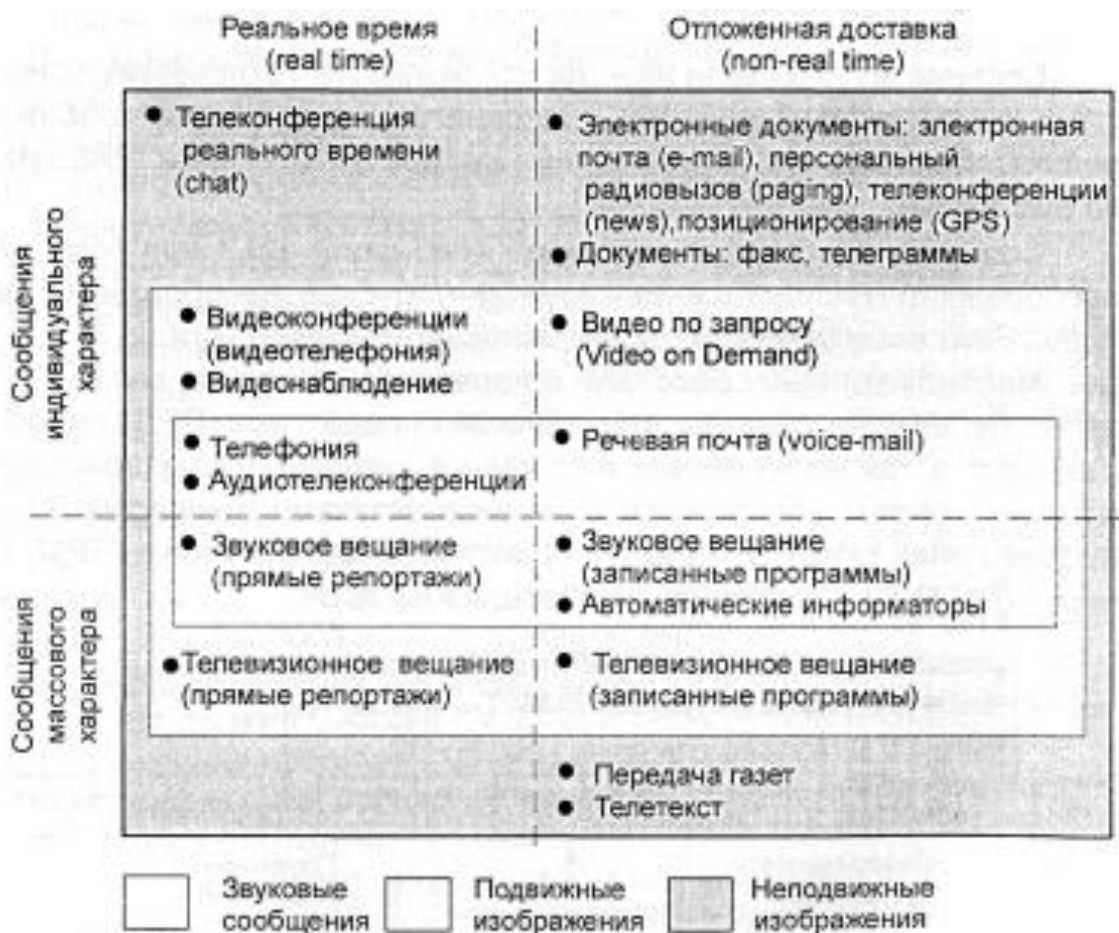 Реальное время
(real time)
Отложенная доставка
(non-real time)
Сообщения
индивидуального
характера
Телеконференция
реального времени
(chat)
Электронные документы: электронная
почта (e-mail), персональный
радиовызов (paging), телеконференции
(news),позиционирование (GPS)
Документы: факс, телеграммы
Видеоконференции
(видеотелефония)
Видеонаблюдение
Видео по запросу
(Video on Demand)
Телефония
Аудиотелеконференции
Речевая почта (voice-mail)
Сообщения
массового
характера
Звуковое вещание
(прямые репортажи)
Звуковое вещание
(записанные программы)
Автоматические информаторы
Телевизионное вещание
(прямые репортажи)
Телевизионное вещание
(записанные программы)
Передача газет
Телетекст
Звуковые
сообщения
Подвижные
изображения
Неподвижные
изображения